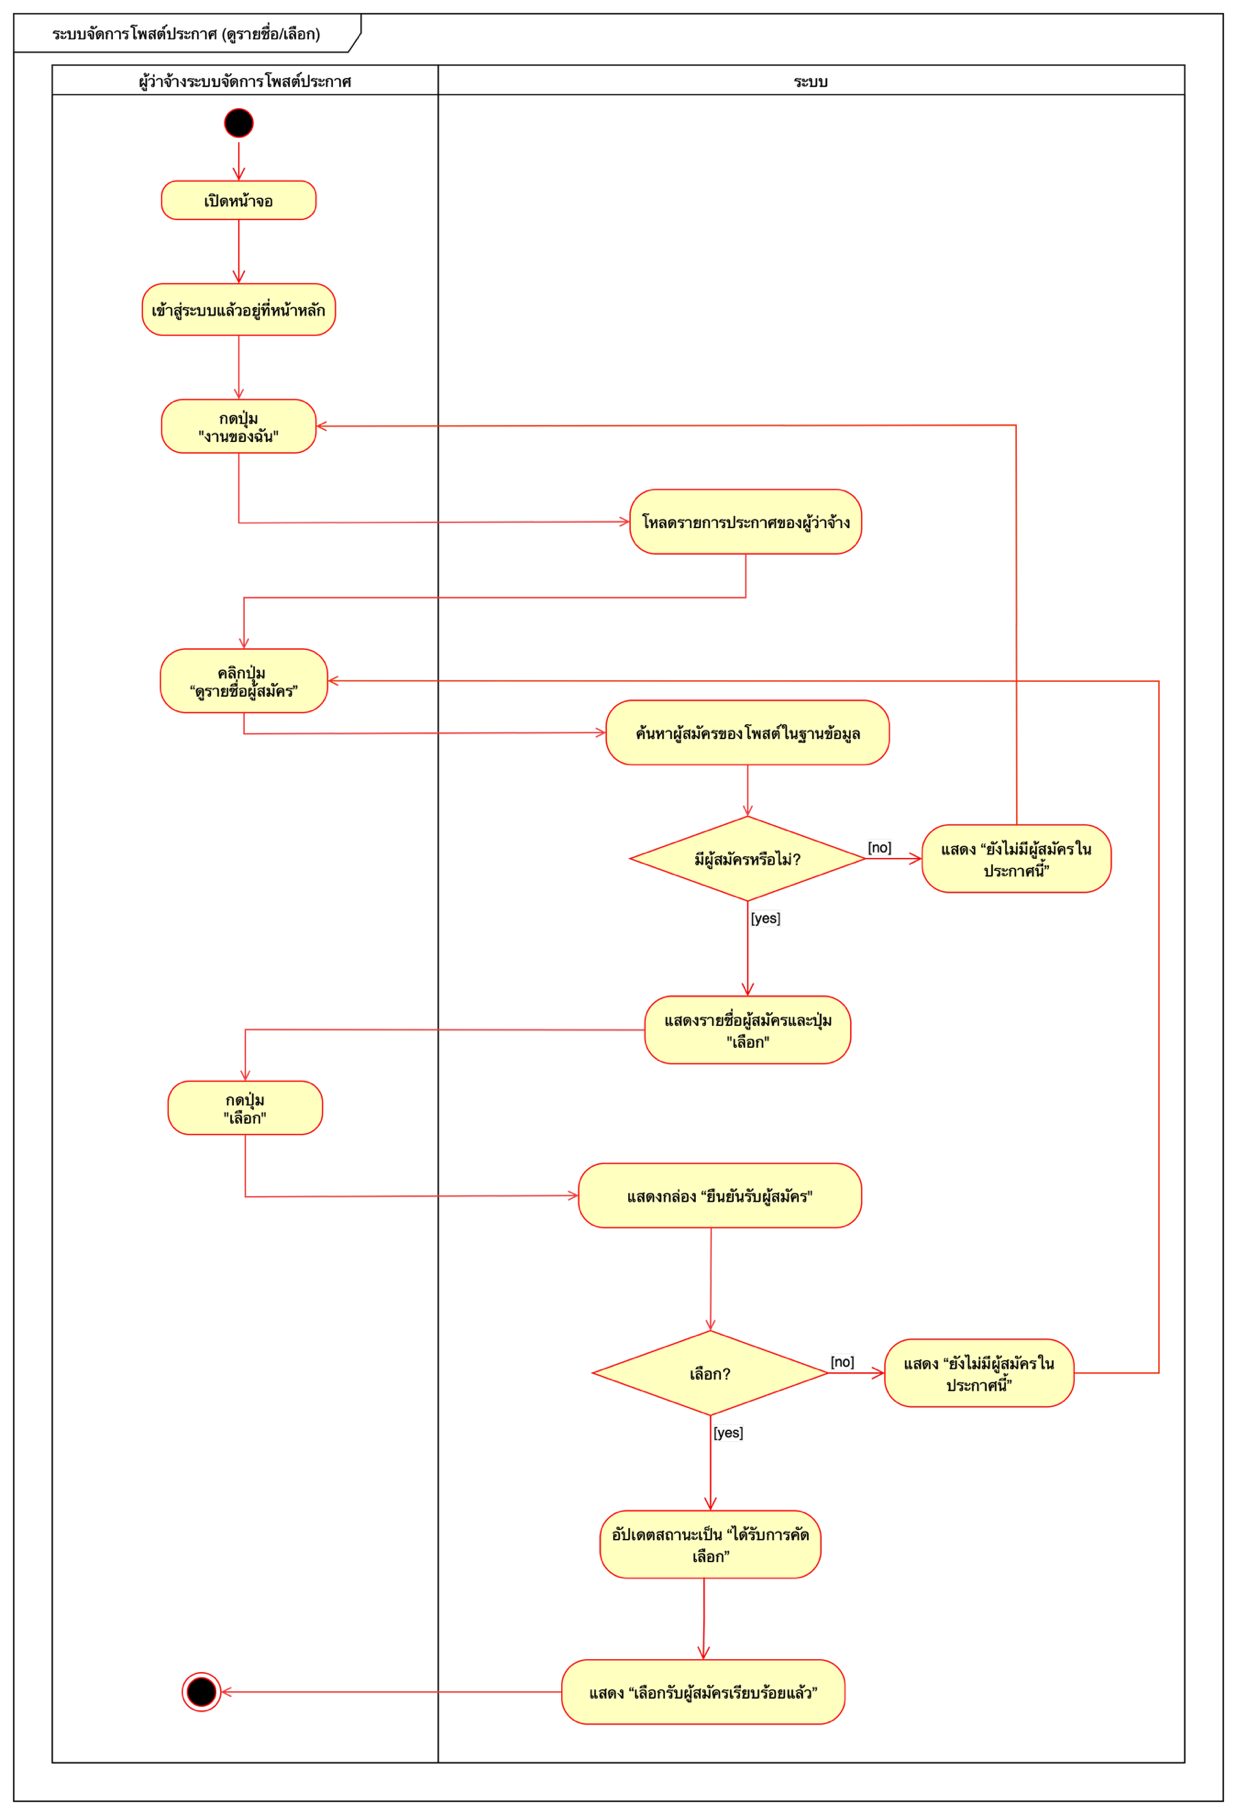 ระบบจัดการโพสต์ประกาศ (ดูรายชื่อ/เลือก)
ผู้ว่าจ้างระบบจัดการโพสต์ประกาศ
ระบบ
เปิดหน้าจอ
เข้าสู่ระบบแล้วอยู่ที่หน้าหลัก
กดปุ่ม
"งานของฉัน"
โหลดรายการประกาศของผู้ว่าจ้าง
คลิกปุ่ม
“ดูรายชื่อผู้สมัคร”
ค้นหาผู้สมัครของโพสต์ในฐานข้อมูล
มีผู้สมัครหรือไม่?
[no]
แสดง “ยังไม่มีผู้สมัครใน
ประกาศนี้”
[yes]
แสดงรายชื่อผู้สมัครและปุ่ม
"เลือก"
กดปุ่ม
"เลือก"
แสดงกล่อง “ยืนยันรับผู้สมัคร"
เลือก?
[no]
แสดง “ยังไม่มีผู้สมัครใน
ประกาศนี้”
[yes]
อัปเดตสถานะเป็น “ได้รับการคัด
เลือก”
แสดง “เลือกรับผู้สมัครเรียบร้อยแล้ว”